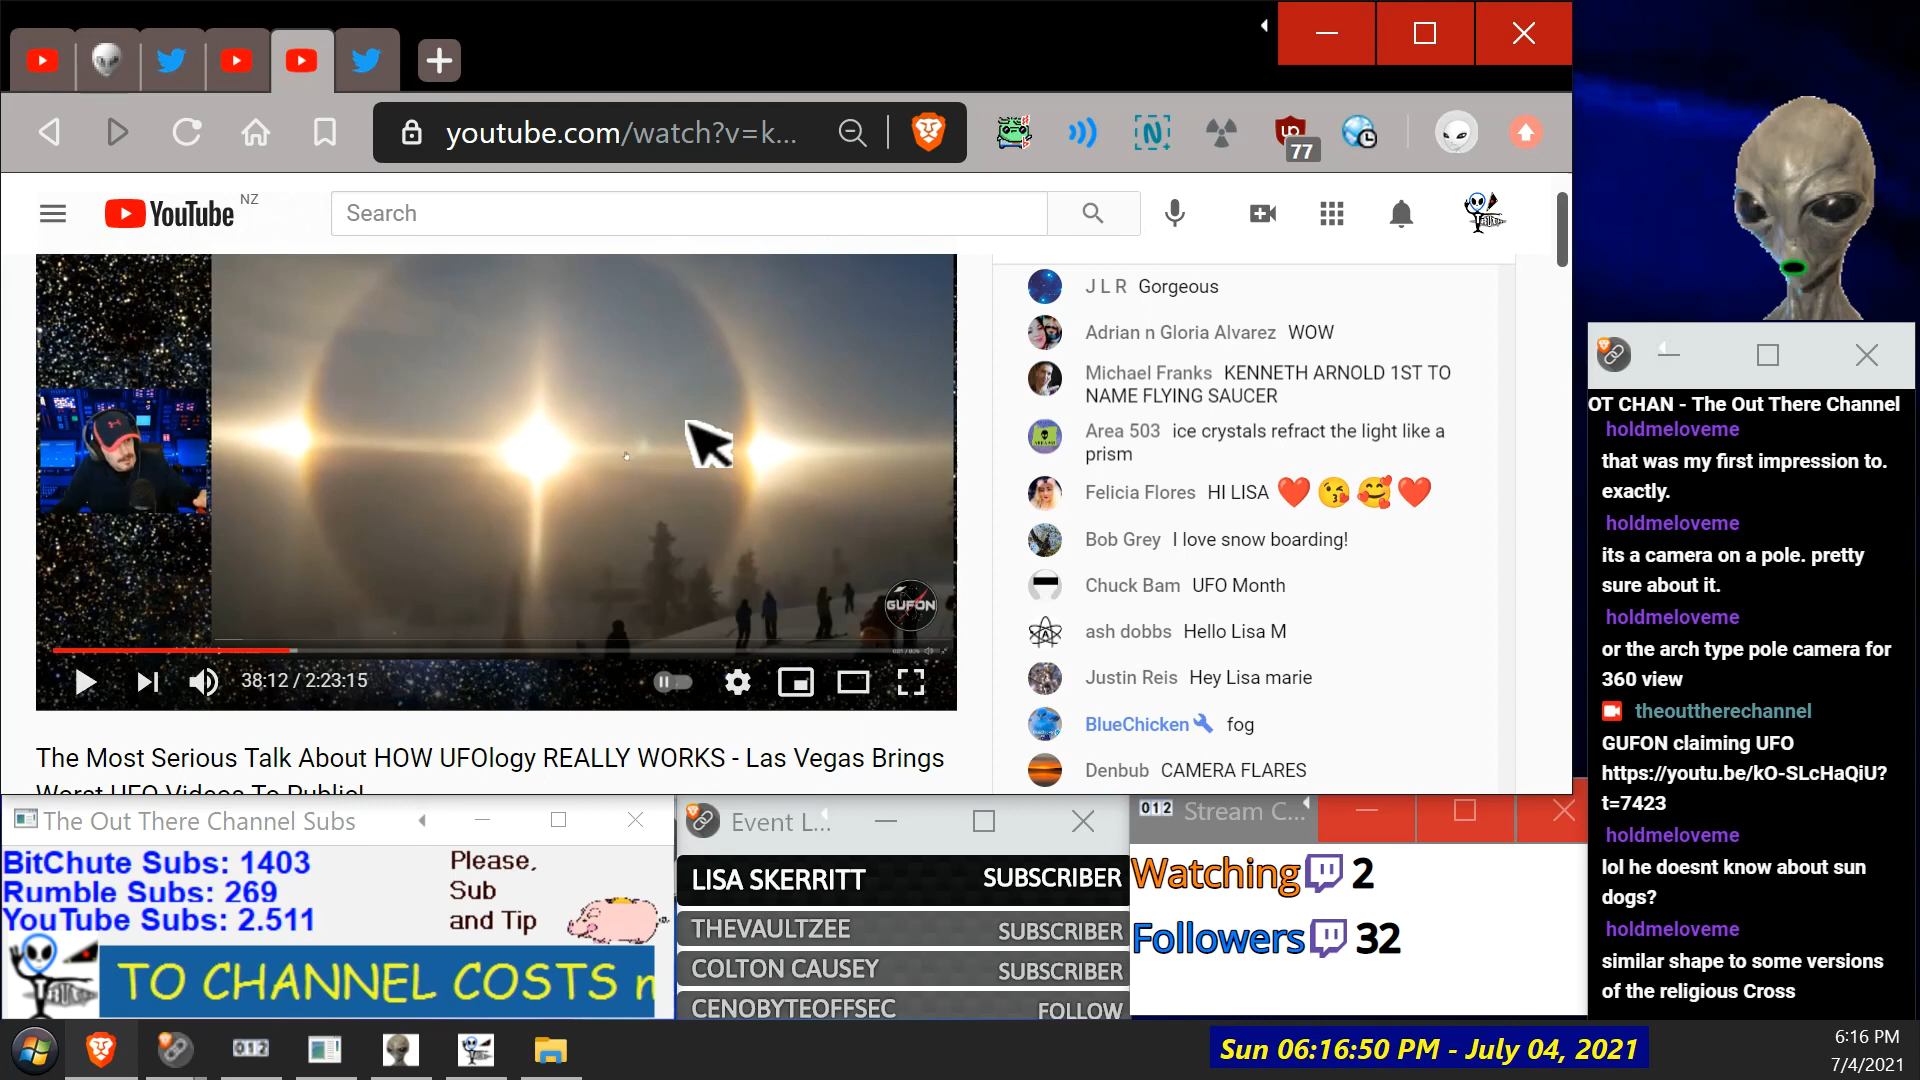 youtube.com/watch?v=k...
77
YouTube NZ
Search
J L R Gorgeous
Adrian n Gloria Alvarez WOW
Michael Franks KENNETH ARNOLD 1ST TO
NAME FLYING SAUCER
Area 503 ice crystals refract the light like a
prism
Felicia Flores HI LISA
Bob Grey I love snow boarding!
Chuck Bam UFO Month
ash dobbs Hello Lisa M
Justin Reis Hey Lisa marie
BlueChicken fog
Denbub CAMERA FLARES
GUFON
38:12 / 2:23:15
The Most Serious Talk About HOW UFOlogy REALLY WORKS - Las Vegas Brings
Worst UFO Videos To Public!
OT CHAN - The Out There Channel
holdmeloveme
that was my first impression to.
exactly.
holdmeloveme
its a camera on a pole. pretty
sure about it.
holdmeloveme
or the arch type pole camera for
360 view
theouttherechannel
GUFON claiming UFO
https://youtu.be/kO-SLcHaQiU?
t=7423
holdmeloveme
lol he doesnt know about sun
dogs?
holdmeloveme
similar shape to some versions
of the religious Cross
The Out There Channel Subs
BitChute Subs: 1403
Rumble Subs: 269
YouTube Subs: 2.511
Please,
Sub
and Tip
TO CHANNEL COSTS
Event L...
LISA SKERRITT SUBSCRIBER
THEVAULTZEE SUBSCRIBER
COLTON CAUSEY SUBSCRIBER
CENOBYTEOFFSEC FOLLOW
012 Stream C...
Watching 2
Followers 32
012
Sun 06:16:50 PM - July 04, 2021
6:16 PM
7/4/2021